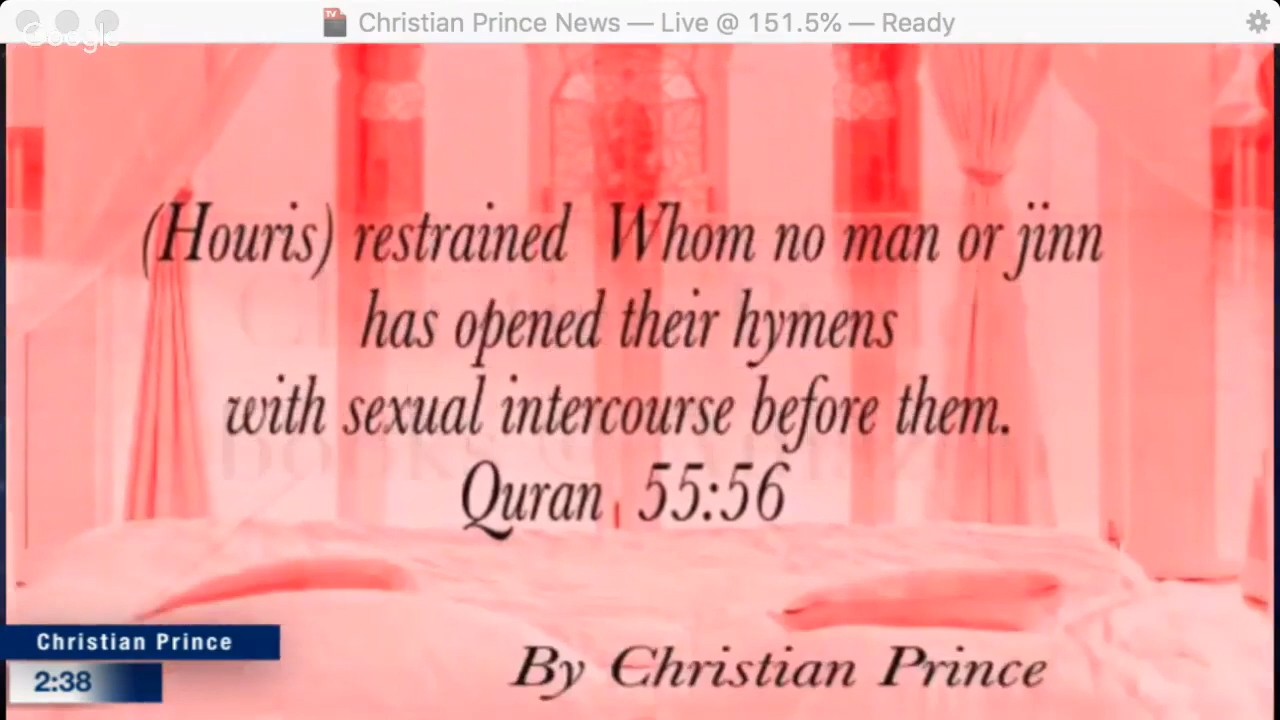 Christian Prince News — Live @ 151.5% — Ready
Google
(Houris) restrained Whom no man or jinn
has opened their hymens
with sexual intercourse before them.
Quran 55:56
Christian Prince
2:38
By Christian Prince